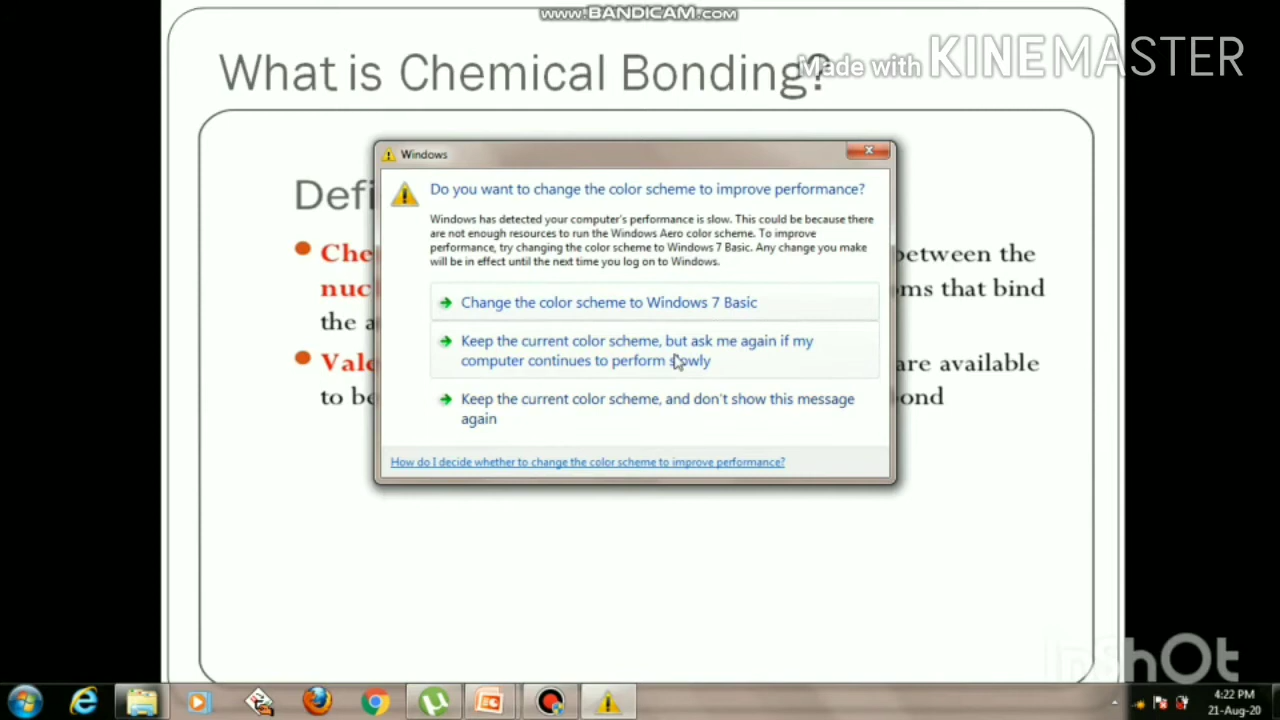 www.BANDICAM.com
What is Chemical Bonding?
Made with KINEMASTER
Windows
Do you want to change the color scheme to improve performance?
Windows has detected your computer's performance is slow. This could be because there
are not enough resources to run the Windows Aero color scheme. To improve
performance, try changing the color scheme to Windows 7 Basic. Any change you make
will be in effect until the next time you log on to Windows.
Change the color scheme to Windows 7 Basic
Keep the current color scheme, but ask me again if my
computer continues to perform slowly
Keep the current color scheme, and don't show this message
again
How do I decide whether to change the color scheme to improve performance?
Defi
Che between the
nuc oms that bind
the a
Vale are available
to be ond
InShOt
4:22 PM
21-Aug-20